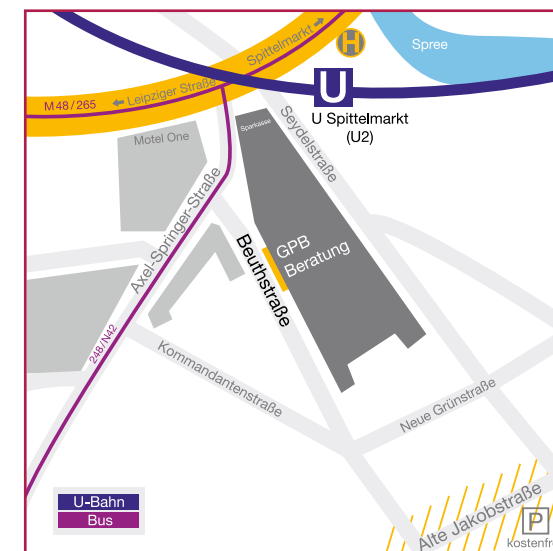 Spittelmarkt
H
Spree
Leipziger Straße
M48/265
U
U Spittelmarkt
(U2)
Sparkasse
Seydelstraße
Motel One
Axel-Springer-Straße
GPB
Beratung
Beuthstraße
248/N42
Kommandantenstraße
Neue Grünstraße
U-Bahn
Bus
Alte Jakobstraße
P
kostenfr